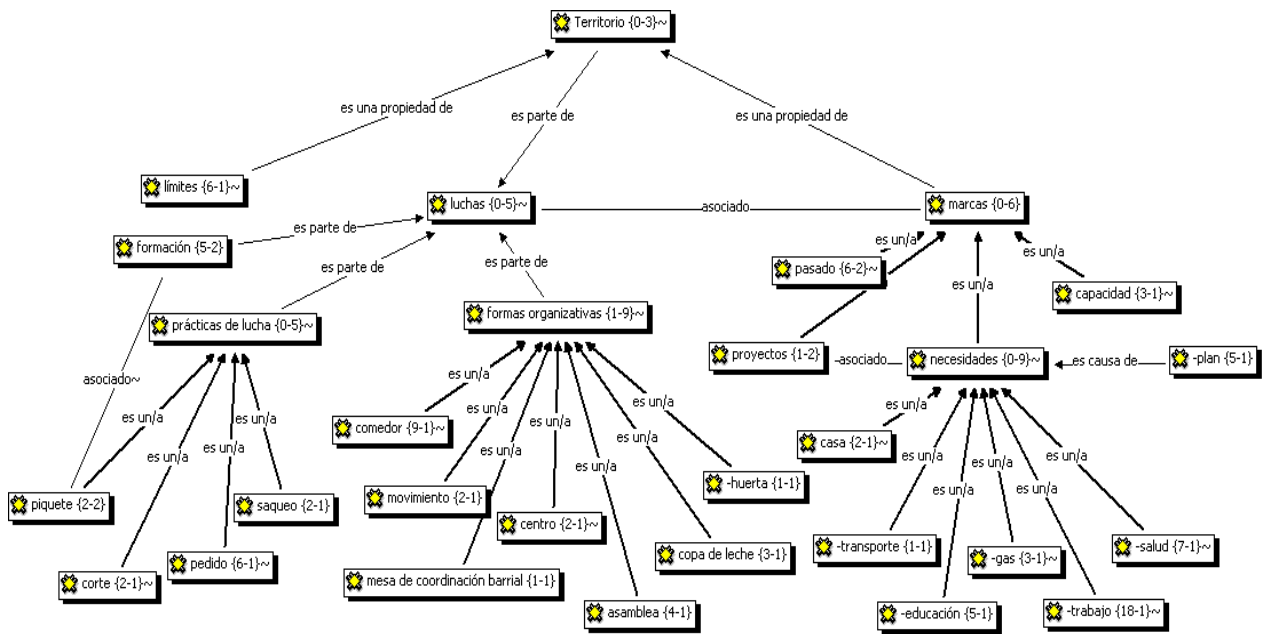 Territorio {0-3}~
es una propiedad de
es parte de
es una propiedad de
límites {6-1}~
luchas {0-5}~
asociado
marcas {0-6}
formación {5-2}
es parte de
es un/a
pasado {6-2}~
es un/a
es parte de
es parte de
es un/a
capacidad {3-1}~
prácticas de lucha {0-5}~
formas organizativas {1-9}~
proyectos {1-2}
-asociado-
necesidades {0-9}~
es causa de
-plan {5-1}
asociado~
es un/a
es un/a
es un/a
es un/a
es un/a
es un/a
comedor {9-1}~
es un/a
es un/a
casa {2-1}~
es un/a
es un/a
es un/a
es un/a
es un/a
es un/a
es un/a
es un/a
-huerta {1-1}
piquete {2-2}
saqueo {2-1}
movimiento {2-1}
centro {2-1}~
-transporte {1-1}
-gas {3-1}~
-salud {7-1}~
corte {2-1}~
pedido {6-1}~
mesa de coordinación barrial {1-1}
copa de leche {3-1}
asamblea {4-1}
-educación {5-1}
-trabajo {18-1}~